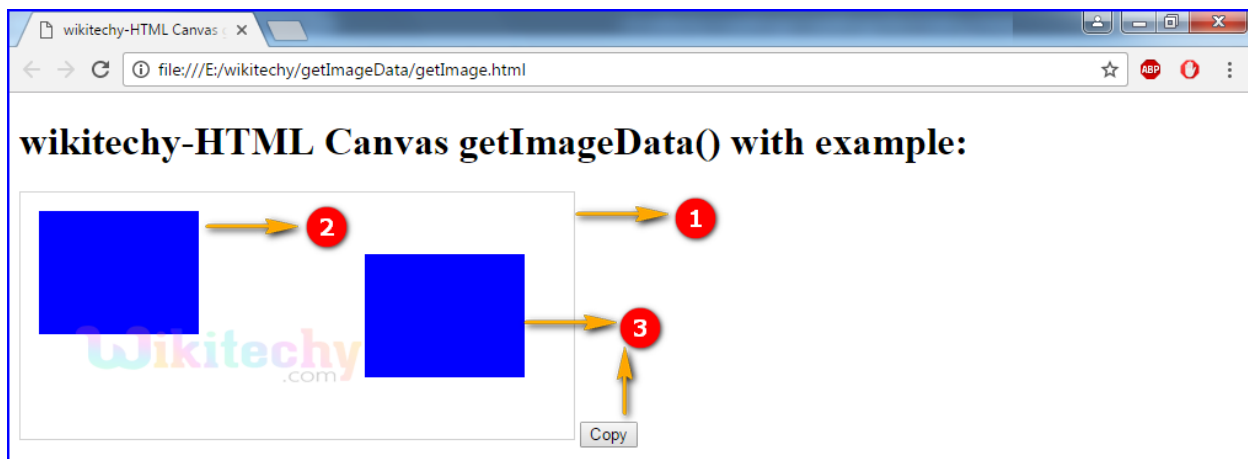 wikitechy-HTML Canvas g
file:///E:/wikitechy/getImageData/getImage.html
ABP
wikitechy-HTML Canvas getImageData() with example:
2
1
3
Wikitechy
.com
Copy